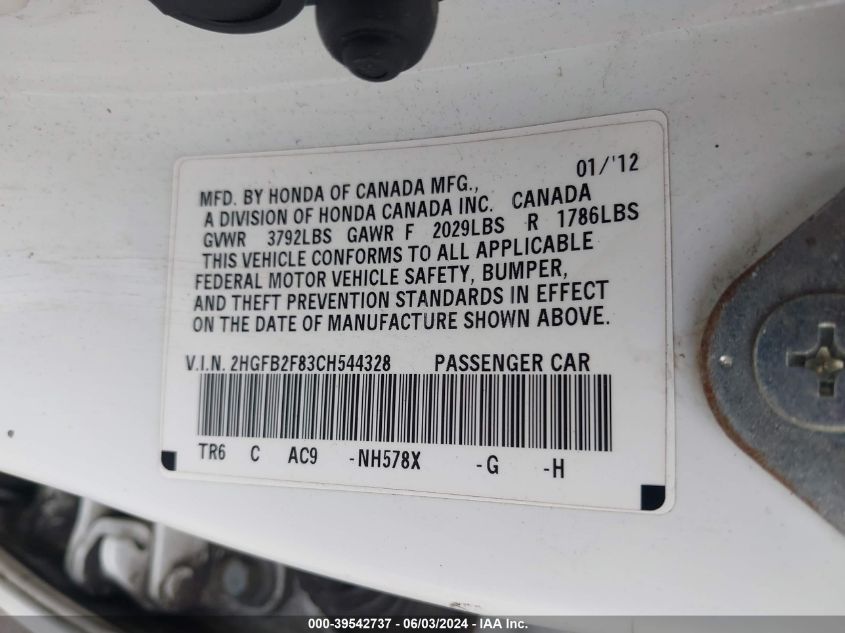 01/'12
MFD. BY HONDA OF CANADA MFG.,
A DIVISION OF HONDA CANADA INC. CANADA
GVWR 3792LBS GAWR F 2029LBS R 1786LBS
THIS VEHICLE CONFORMS TO ALL APPLICABLE
FEDERAL MOTOR VEHICLE SAFETY, BUMPER,
AND THEFT PREVENTION STANDARDS IN EFFECT
ON THE DATE OF MANUFACTURE SHOWN ABOVE.
V.I.N. 2HGFB2F83CH544328 PASSENGER CAR
TR6 C AC9 -NH578X -G -H
000-39542737 - 06/03/2024 - IAA Inc.